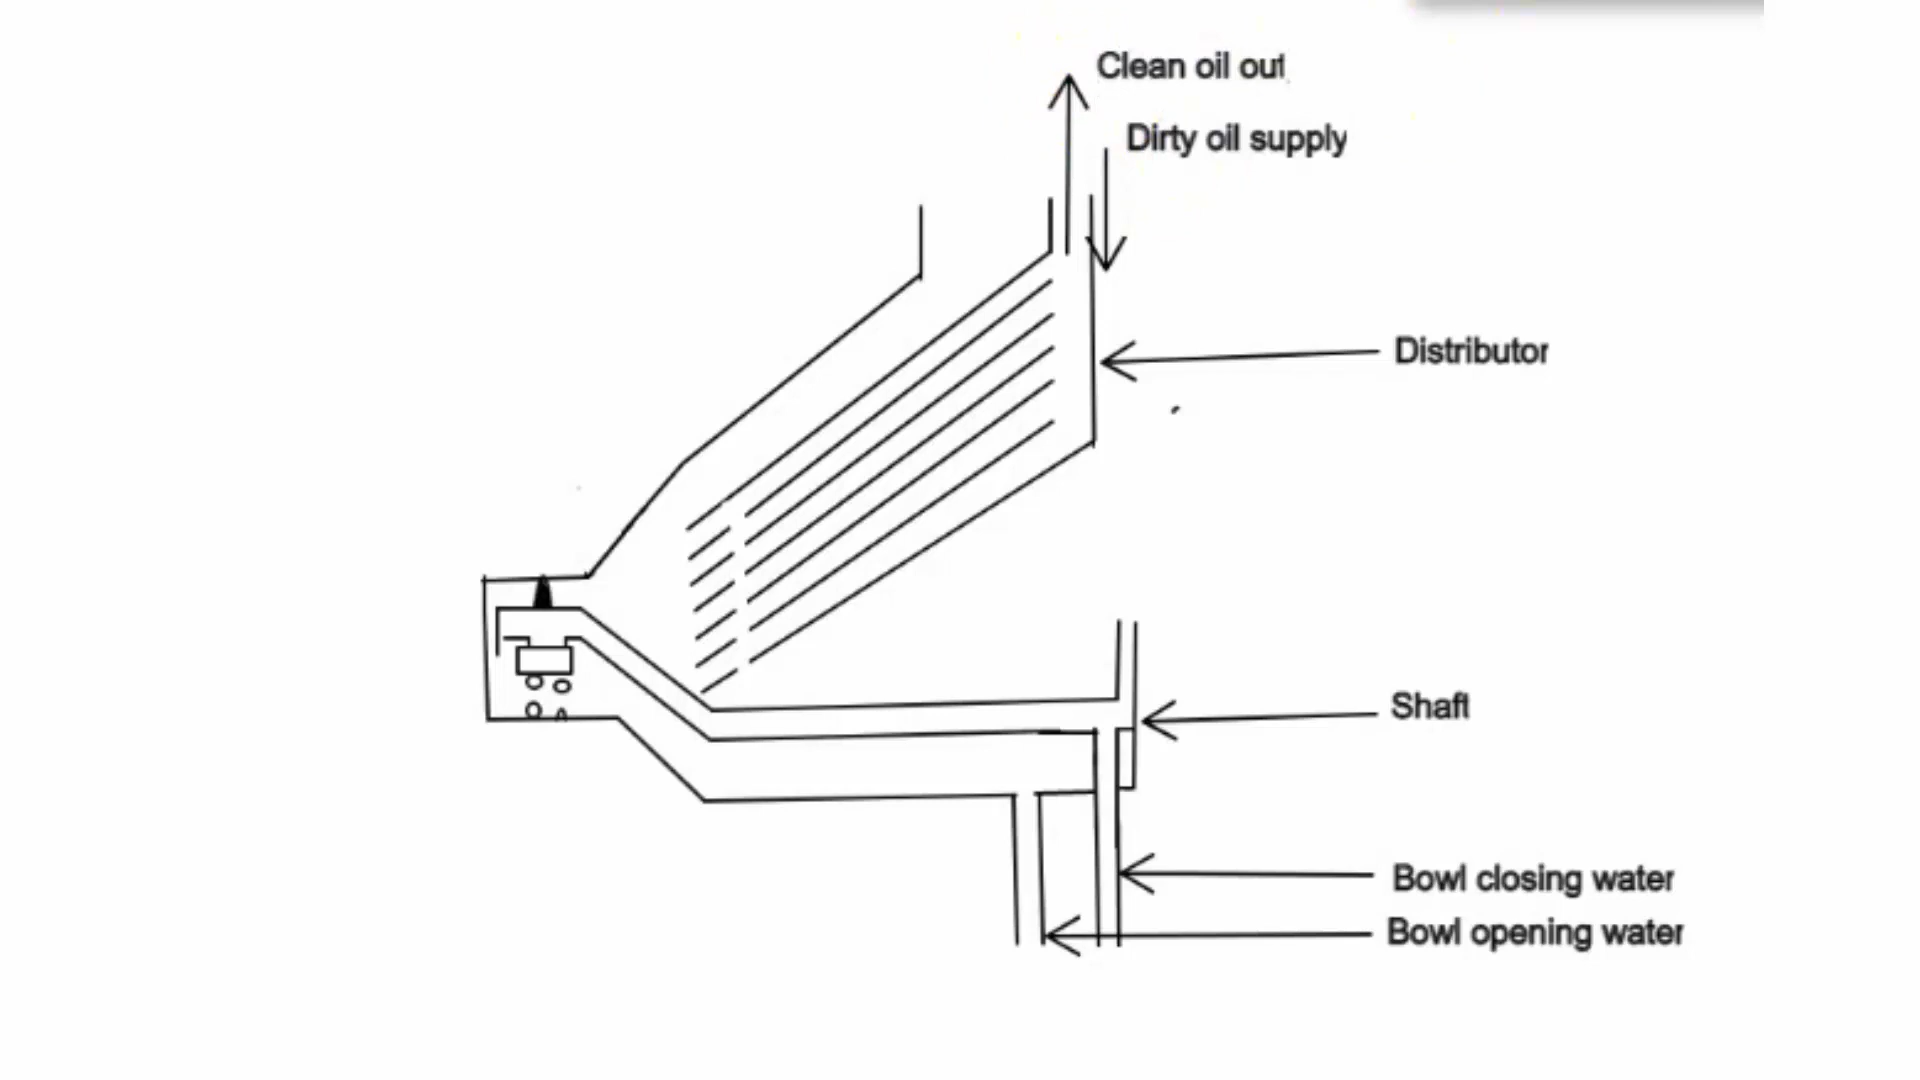 Clean oil out
Dirty oil supply
Distributor
Shaft
Bowl closing water
Bowl opening water